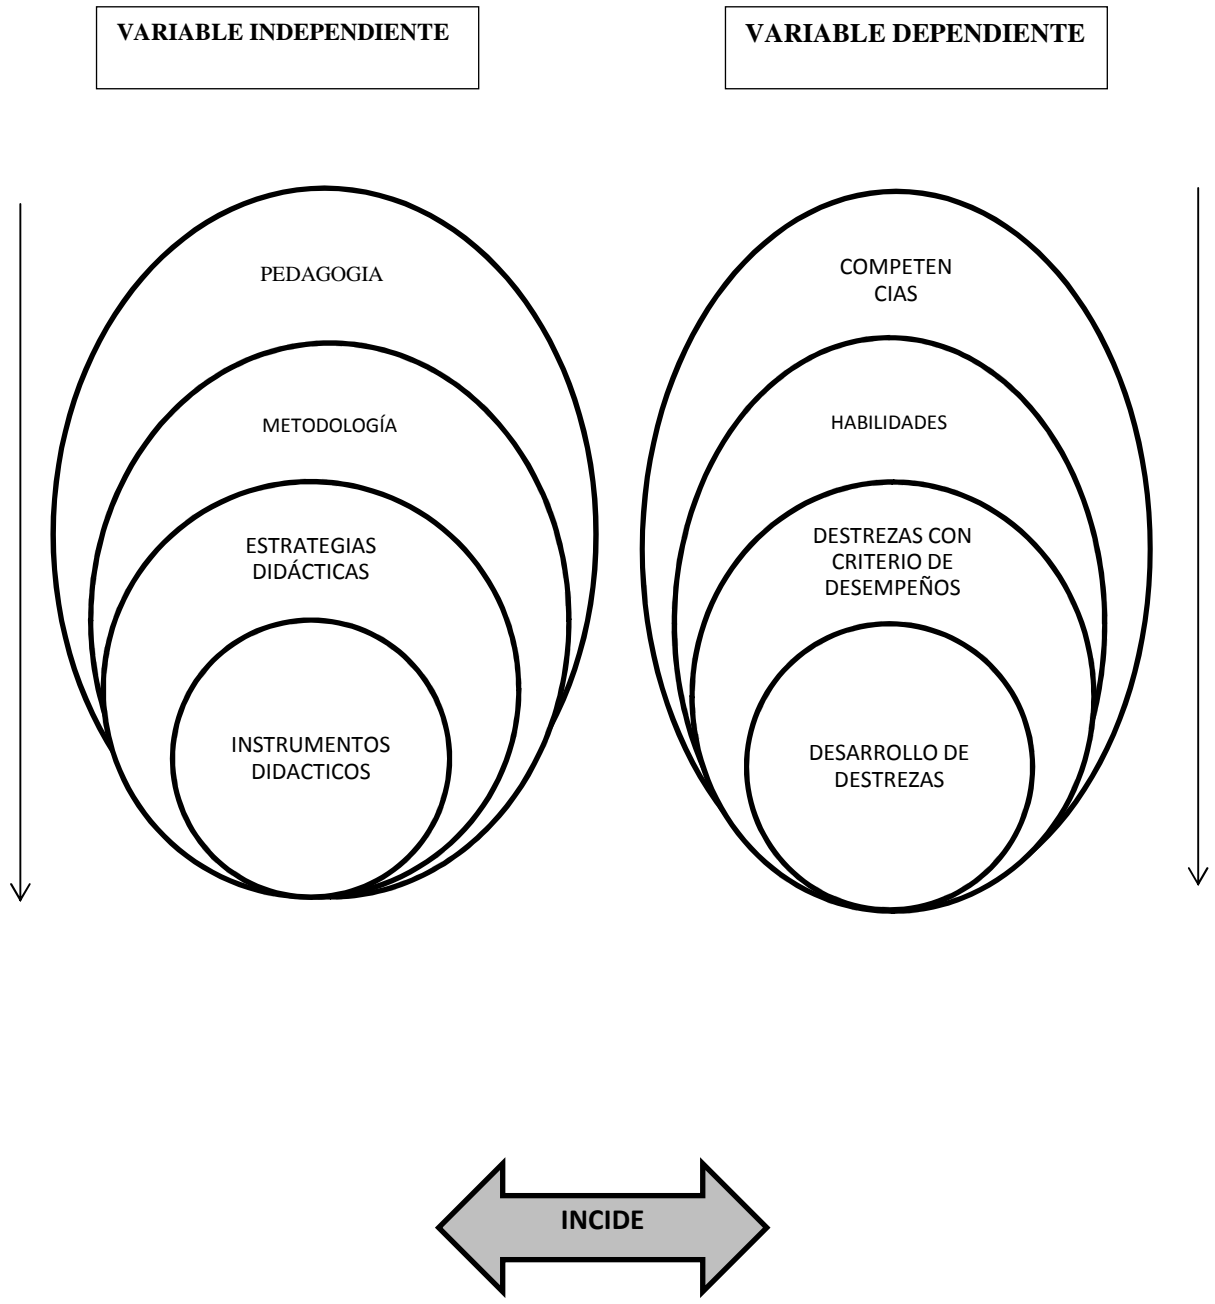 VARIABLE INDEPENDIENTE
VARIABLE DEPENDIENTE
PEDAGOGIA
METODOLOGÍA
ESTRATEGIAS
DIDÁCTICAS
INSTRUMENTOS
DIDACTICOS
COMPETEN
CIAS
HABILIDADES
DESTREZAS CON
CRITERIO DE
DESEMPEÑOS
DESARROLLO DE
DESTREZAS
INCIDE